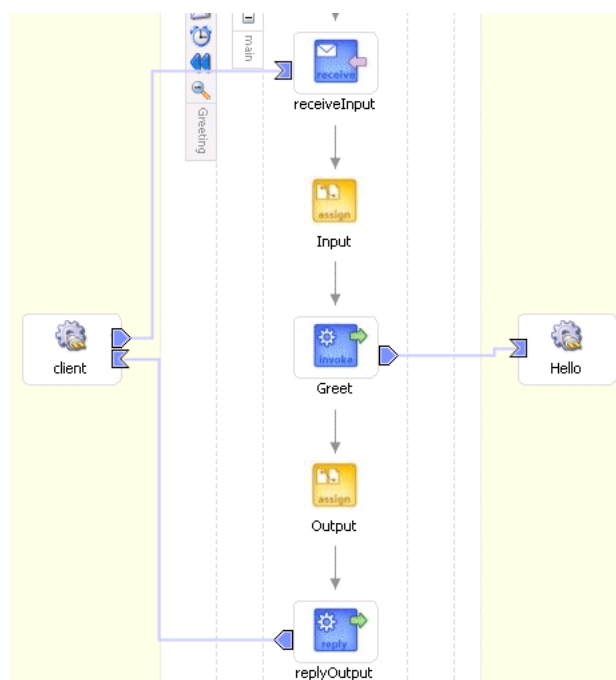 main
receive
receiveInput
Greeting
assign
Input
client
invoke
Greet
Hello
assign
Output
reply
replyOutput